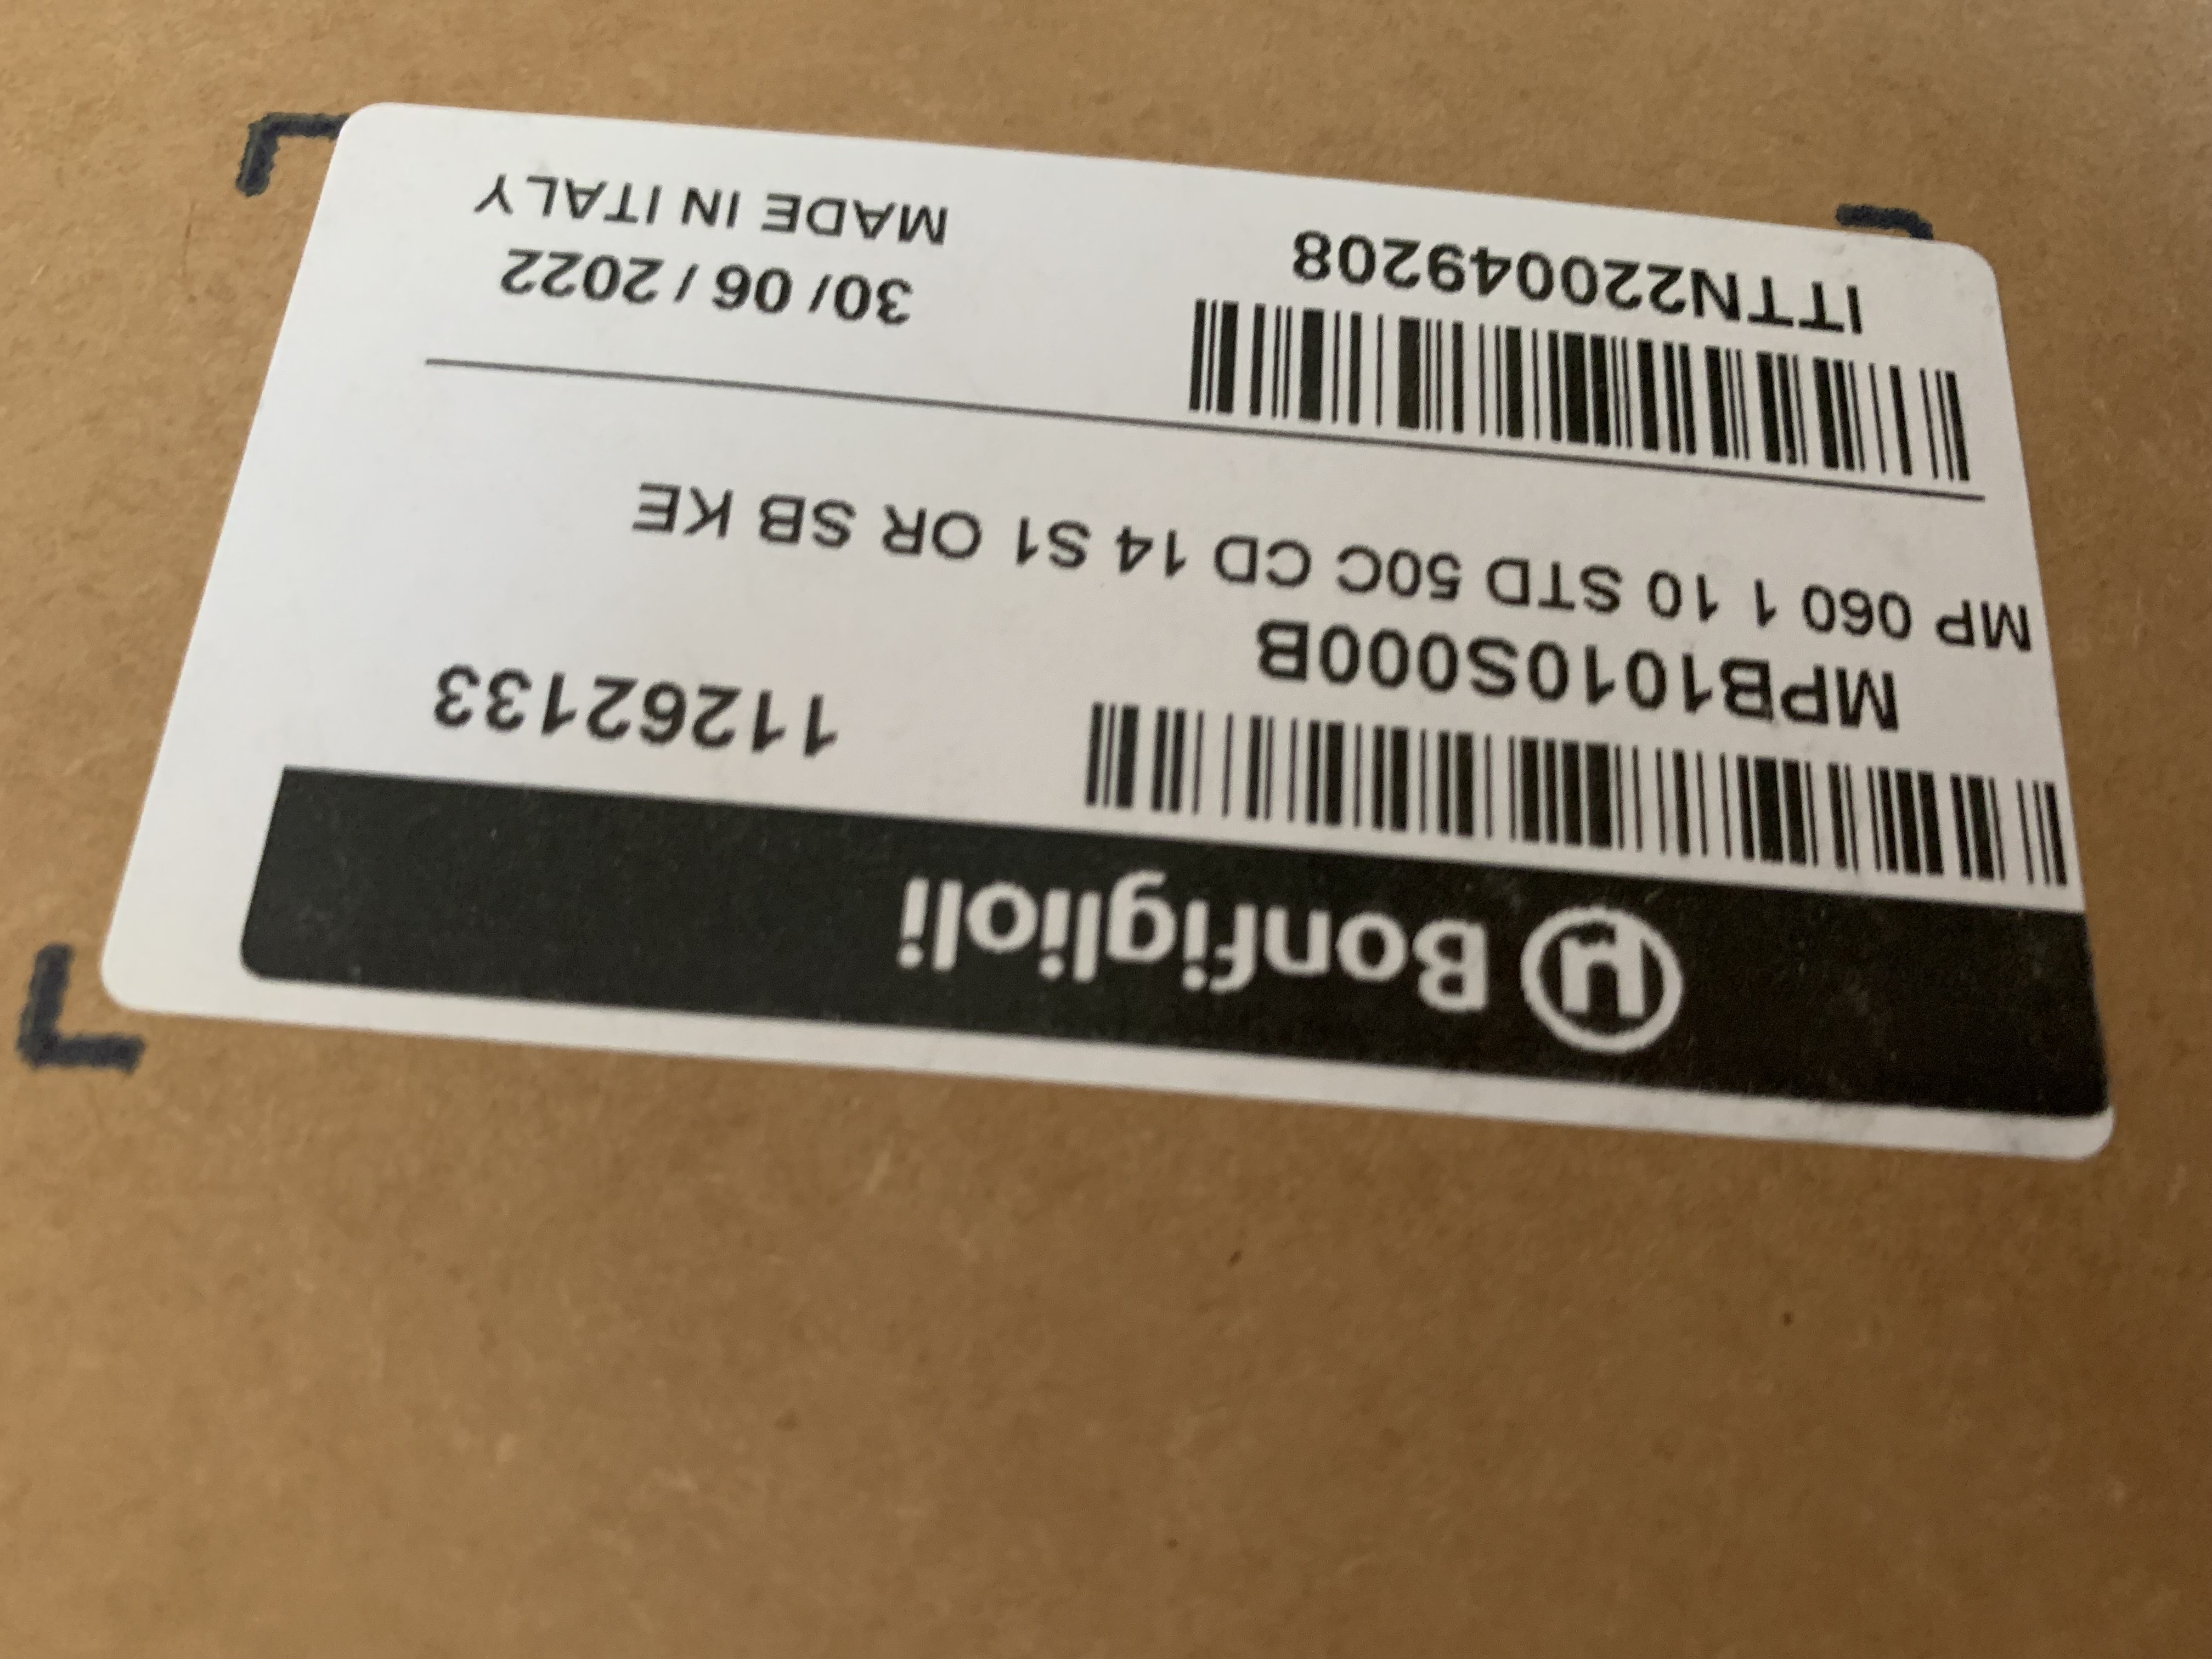 Bonfiglioli
MPB1010S000B
11262133
MP 060 1 10 STD 50C CD 14 S1 OR SB KE
ITTN220049208
30/ 06 / 2022
MADE IN ITALY